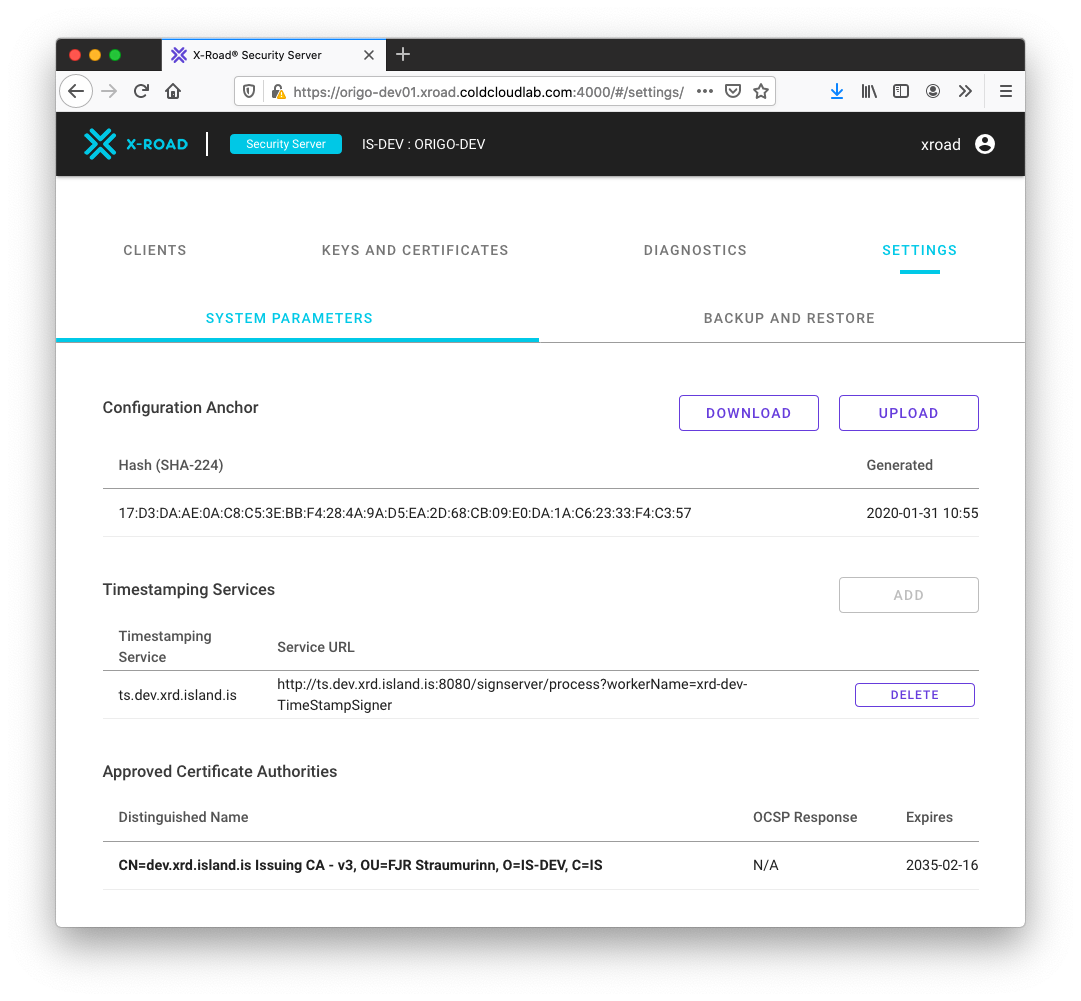 X-Road® Security Server
https://origo-dev01.xroad.coldcloudlab.com:4000/#/settings/
X-ROAD
Security Server
IS-DEV : ORIGO-DEV
xroad
CLIENTS
KEYS AND CERTIFICATES
DIAGNOSTICS
SETTINGS
SYSTEM PARAMETERS
BACKUP AND RESTORE
Configuration Anchor
DOWNLOAD
UPLOAD
Hash (SHA-224)
Generated
17:D3:DA:AE:0A:C8:C5:3E:BB:F4:28:4A:9A:D5:EA:2D:68:CB:09:E0:DA:1A:C6:23:33:F4:C3:57
2020-01-31 10:55
Timestamping Services
ADD
Timestamping
Service
Service URL
ts.dev.xrd.island.is
http://ts.dev.xrd.island.is:8080/signserver/process?workerName=xrd-dev-
TimeStampSigner
DELETE
Approved Certificate Authorities
Distinguished Name
OCSP Response
Expires
CN=dev.xrd.island.is Issuing CA - v3, OU=FJR Straumurinn, O=IS-DEV, C=IS
N/A
2035-02-16